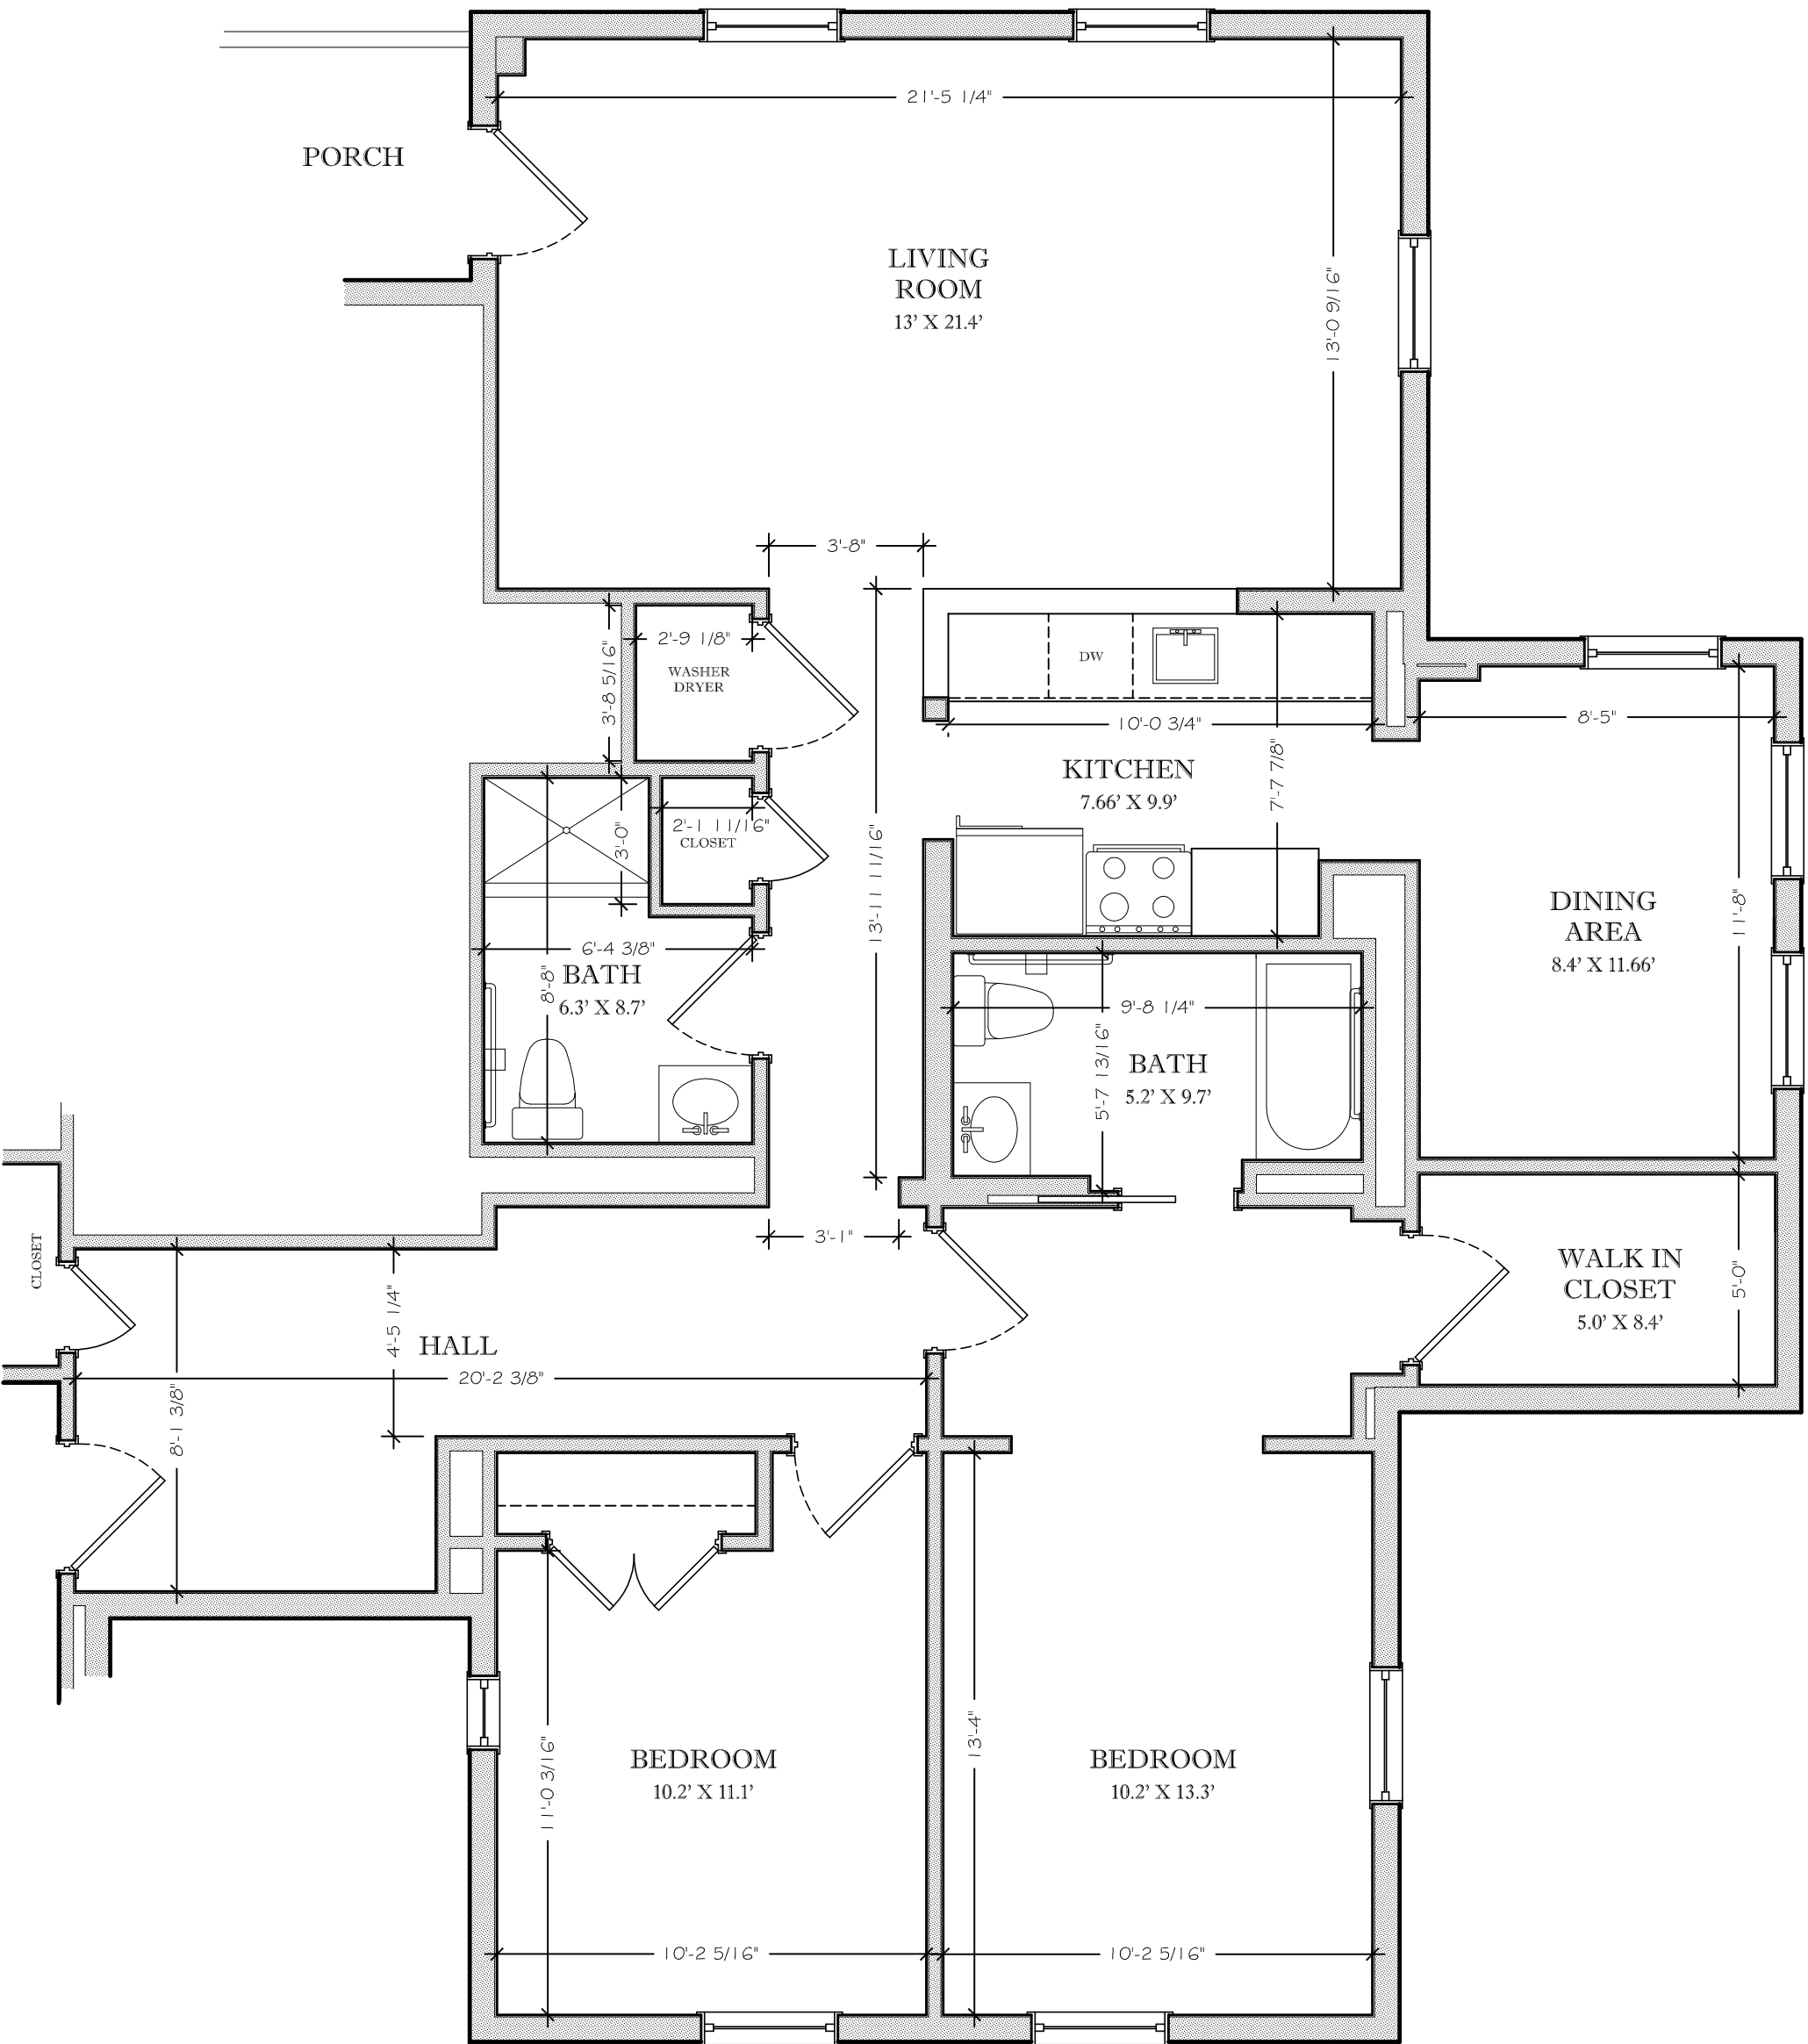 21'-5 1/4"
PORCH
LIVING
ROOM
13' X 21.4'
13'-0 9/16"
3'-8"
2'-9 1/8"
3'-8 5/16"
WASHER
DRYER
DW
10'-0 3/4"
8'-5"
KITCHEN
7.66' X 9.9'
7'-7 7/8"
2'-1 11/16"
CLOSET
3'-0"
13'-11 11/16"
DINING
AREA
8.4' X 11.66'
11'-8"
6'-4 3/8"
BATH
6.3' X 8.7'
8'-8"
9'-8 1/4"
BATH
5.2' X 9.7'
5'-7 13/16"
3'-1"
CLOSET
WALK IN
CLOSET
5.0' X 8.4'
5'-0"
4'-5 1/4"
HALL
20'-2 3/8"
8'-1 3/8"
13'-4"
11'-0 3/16"
BEDROOM
10.2' X 11.1'
BEDROOM
10.2' X 13.3'
10'-2 5/16"
10'-2 5/16"